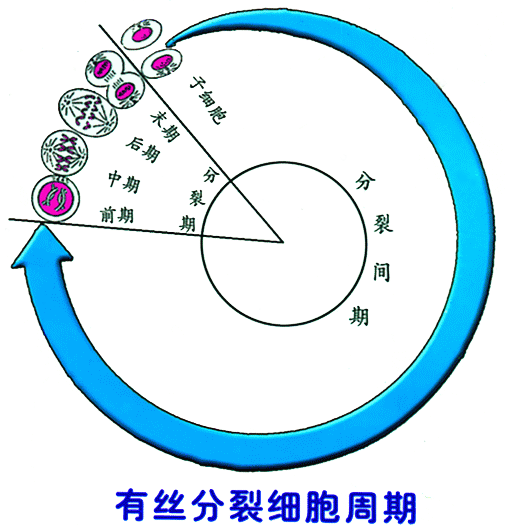 子细胞
末期
后期
中期
前期
分裂期
分裂间期
有丝分裂细胞周期